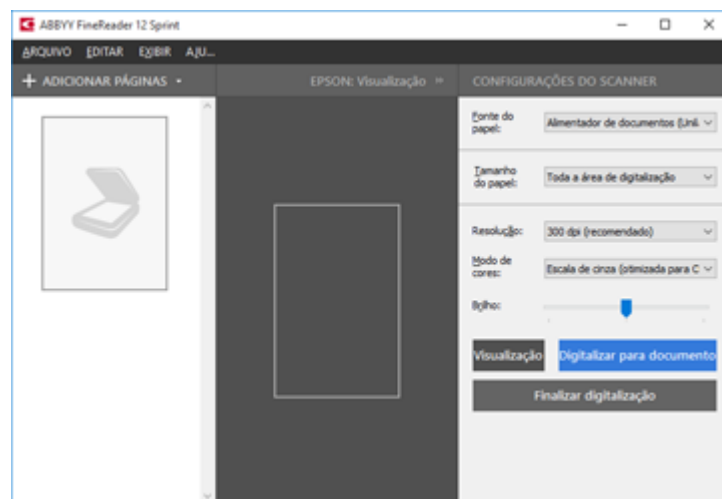 ABBYY FineReader 12 Sprint
ARQUIVO EDITAR EXIBIR AJU...
ADICIONAR PÁGINAS
EPSON: Visualização »
CONFIGURAÇÕES DO SCANNER
Fonte do
papel:
Alimentador de documentos (Unil.
Tamanho
do papel:
Toda a área de digitalização
Resolução:
300 dpi (recomendado)
Modo de
cores:
Escala de cinza (otimizada para C
Brilho:
Visualização
Digitalizar para documento
Finalizar digitalização